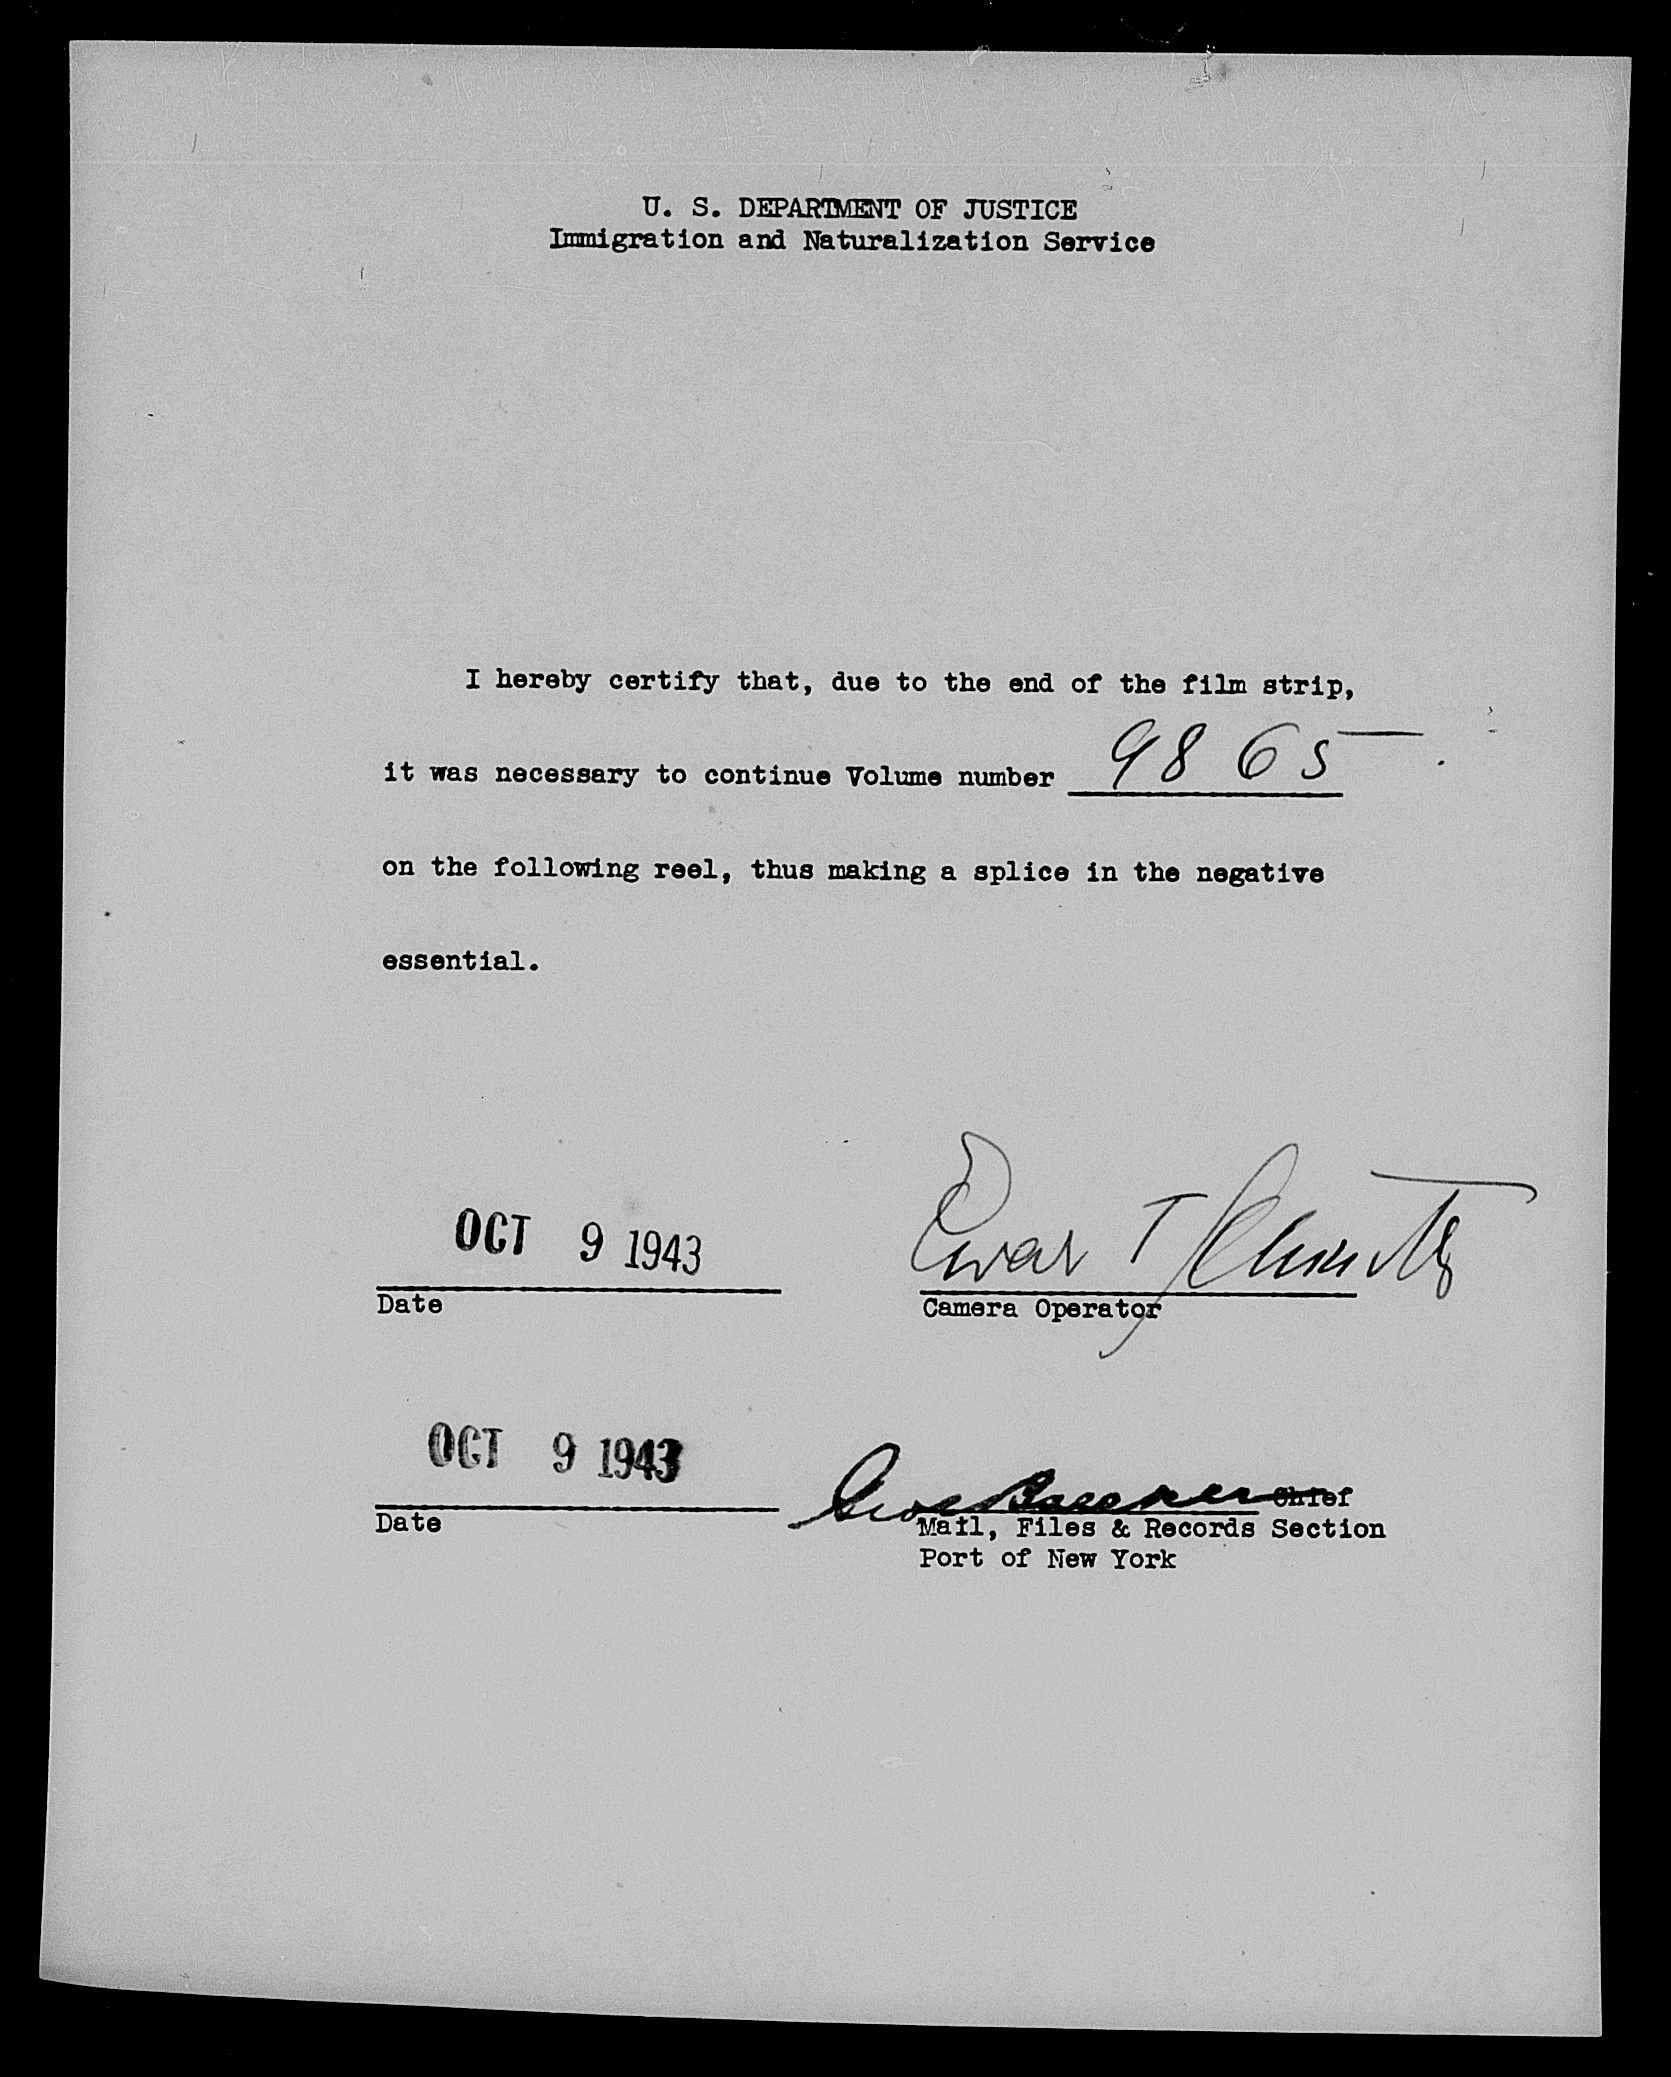 U. S. DEPARTMENT OF JUSTICE
Immigration and Naturalization Service
I hereby certify that, due to the end of the film strip,
it was necessary to continue Volume number 9865.
on the following reel, thus making a splice in the negative
essential.
OCT 9 1943
Date
T
Camera Operator
OCT 9 1943
Date
Chief
Mail, Files & Records Section
Port of New York